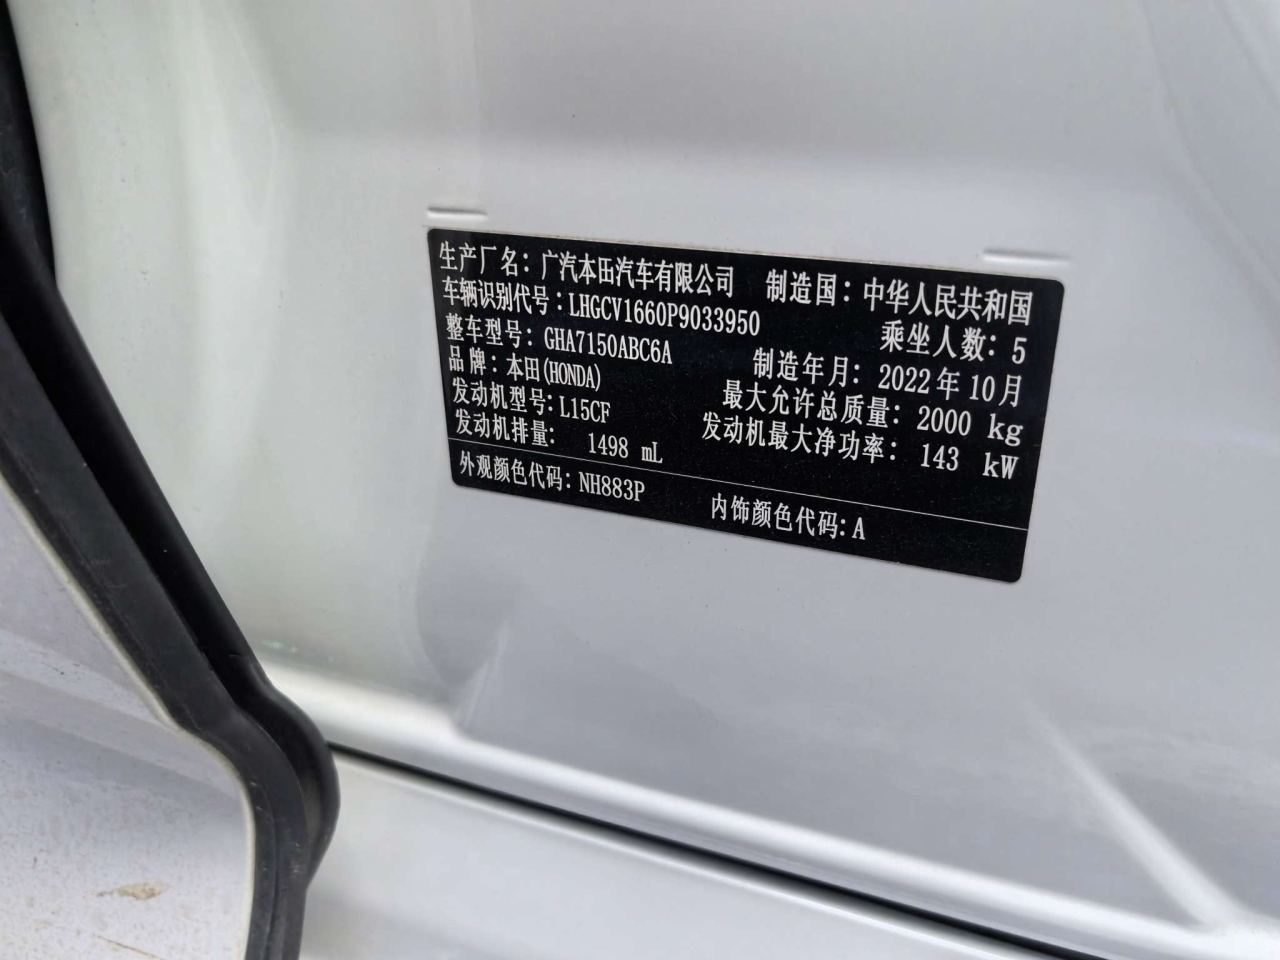 生产厂名：广汽本田汽车有限公司 制造国：中华人民共和国
车辆识别代号：LHGCV1660P9033950 乘坐人数：5
整车型号：GHA7150ABC6A 制造年月：2022年10月
品牌：本田(HONDA) 最大允许总质量：2000 kg
发动机型号：L15CF 发动机最大净功率：143 kW
发动机排量： 1498 mL
外观颜色代码：NH883P 内饰颜色代码：A